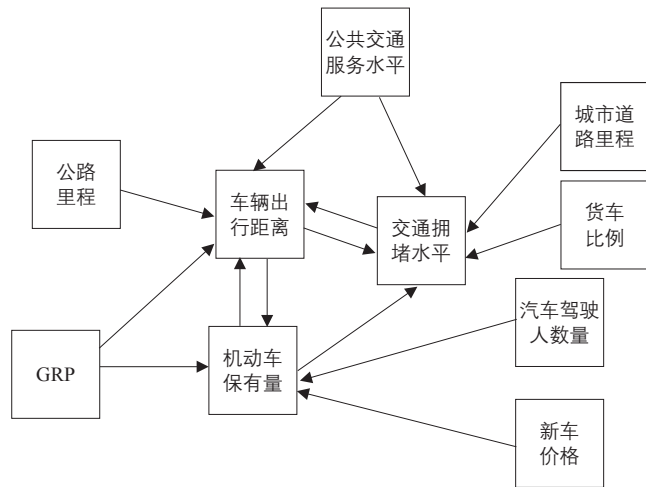 公共交通
服务水平
城市道
路里程
公路
里程
车辆出
行距离
交通拥
堵水平
货车
比例
汽车驾驶
人数量
GRP
机动车
保有量
新车
价格